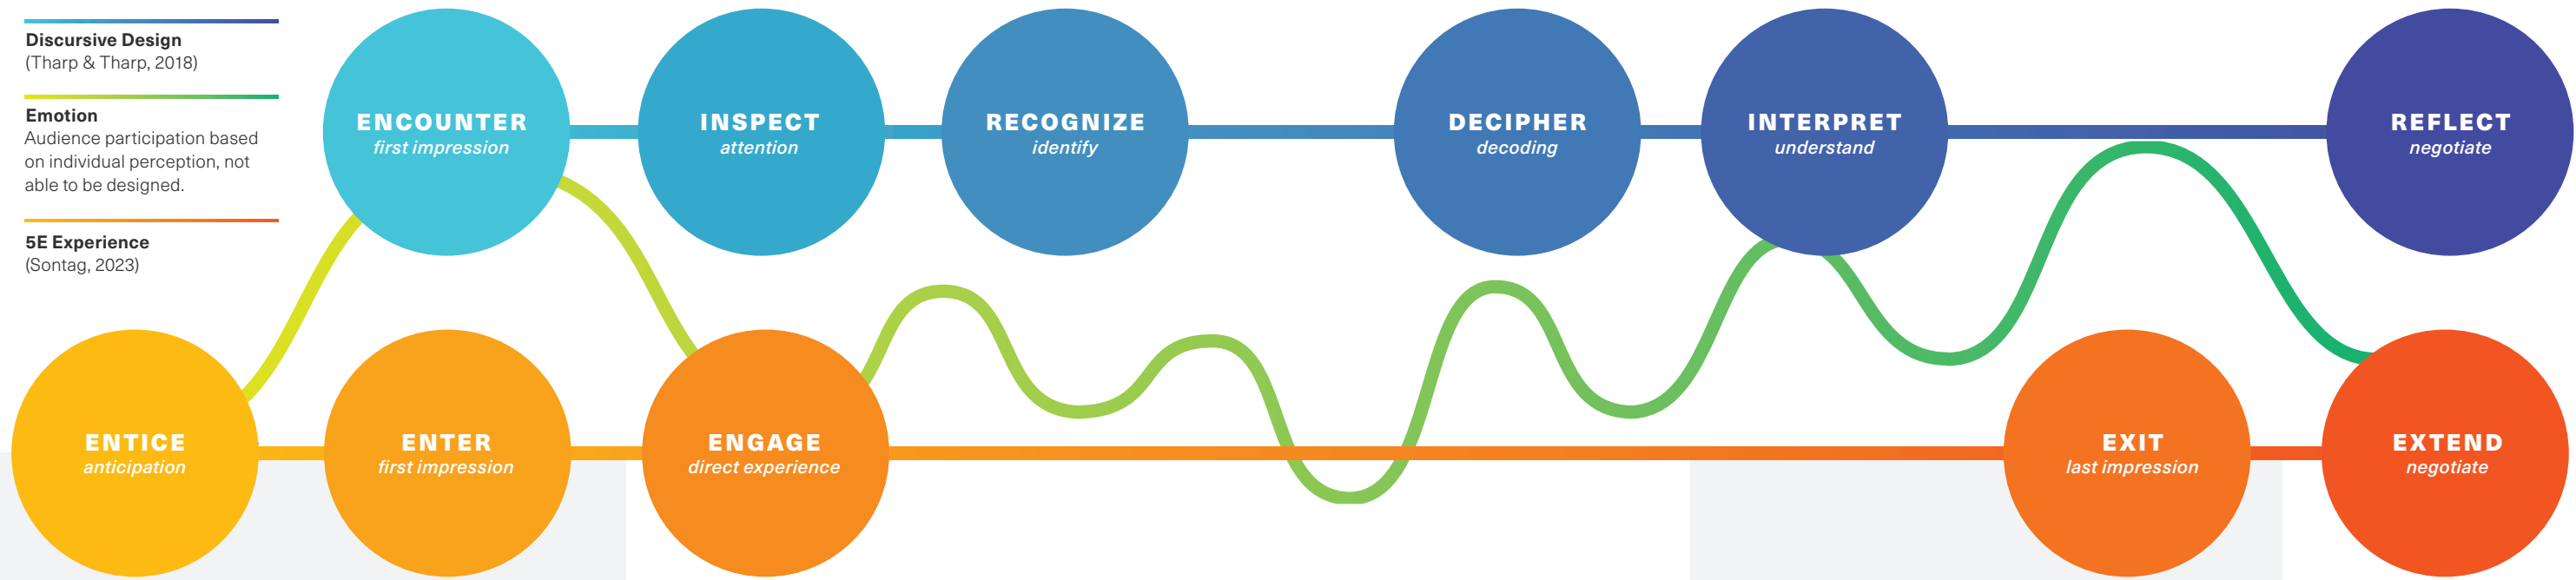 Discursive Design
(Tharp & Tharp, 2018)
Emotion
Audience participation based
on individual perception, not
able to be designed.
5E Experience
(Sontag, 2023)
ENCOUNTER
first impression
INSPECT
attention
RECOGNIZE
identify
DECIPHER
decoding
INTERPRET
understand
REFLECT
negotiate
ENTICE
anticipation
ENTER
first impression
ENGAGE
direct experience
EXIT
last impression
EXTEND
negotiate